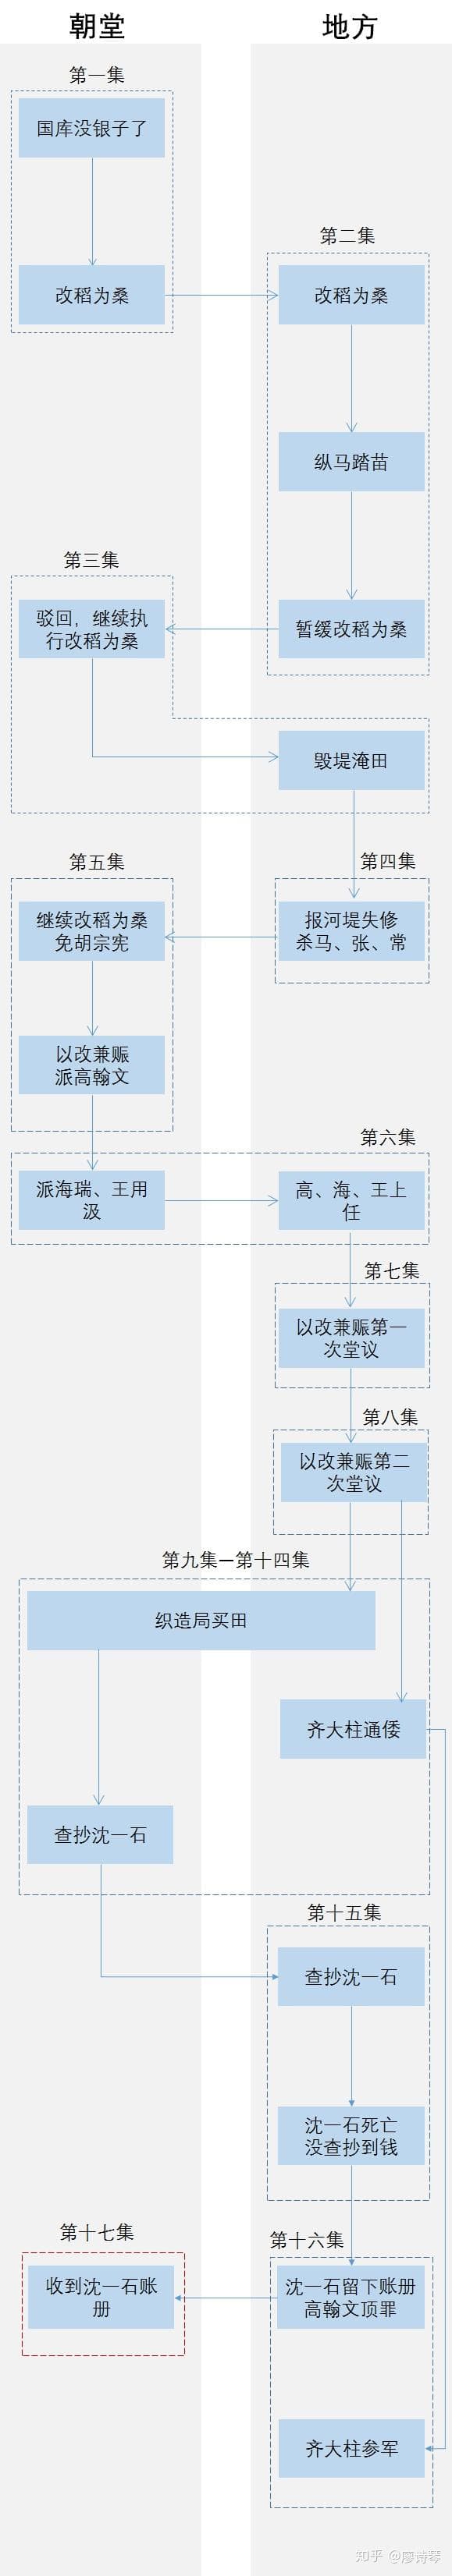 朝堂
地方
第一集
国库没银子了
第二集
改稻为桑
改稻为桑
纵马踏苗
第三集
驳回，继续执
行改稻为桑
暂缓改稻为桑
毁堤淹田
第五集
第四集
继续改稻为桑
免胡宗宪
报河堤失修
杀马、张、常
以改兼赈
派高翰文
第六集
派海瑞、王用
汲
高、海、王上
任
第七集
以改兼赈第一
次堂议
第八集
以改兼赈第二
次堂议
第九集—第十四集
织造局买田
齐大柱通倭
查抄沈一石
第十五集
查抄沈一石
沈一石死亡
没查抄到钱
第十七集
第十六集
收到沈一石账
册
沈一石留下账册
高翰文顶罪
齐大柱参军
知乎 @廖诗琴